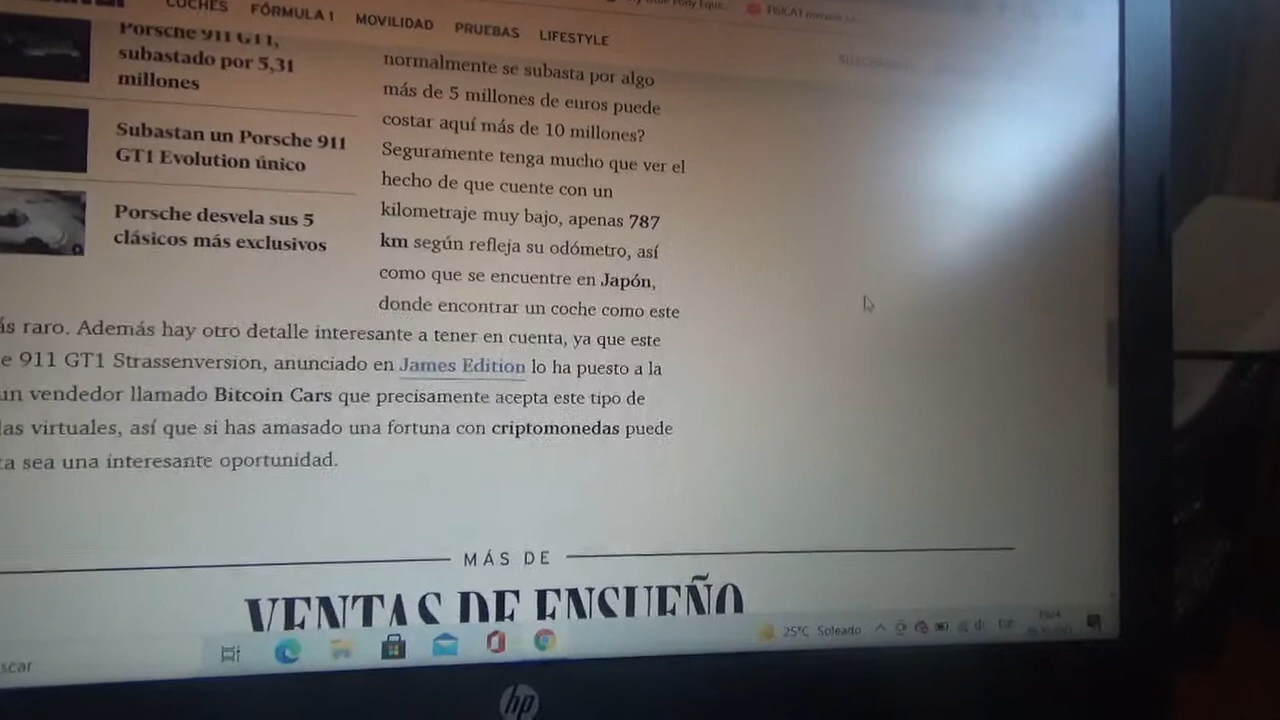 COCHES FÓRMULA 1 MOVILIDAD PRUEBAS LIFESTYLE
Porsche 911 GT1,
subastado por 5,31
millones
Subastan un Porsche 911
GT1 Evolution único
Porsche desvela sus 5
clásicos más exclusivos
normalmente se subasta por algo
más de 5 millones de euros puede
costar aquí más de 10 millones?
Seguramente tenga mucho que ver el
hecho de que cuente con un
kilometraje muy bajo, apenas 787
km según refleja su odómetro, así
como que se encuentre en Japón,
donde encontrar un coche como este
ás raro. Además hay otro detalle interesante a tener en cuenta, ya que este
e 911 GT1 Strassenversion, anunciado en James Edition lo ha puesto a la
un vendedor llamado Bitcoin Cars que precisamente acepta este tipo de
as virtuales, así que si has amasado una fortuna con criptomonedas puede
ta sea una interesante oportunidad.
MÁS DE
VENTAS DE ENSUEÑO
scar
25°C Soleado
hp